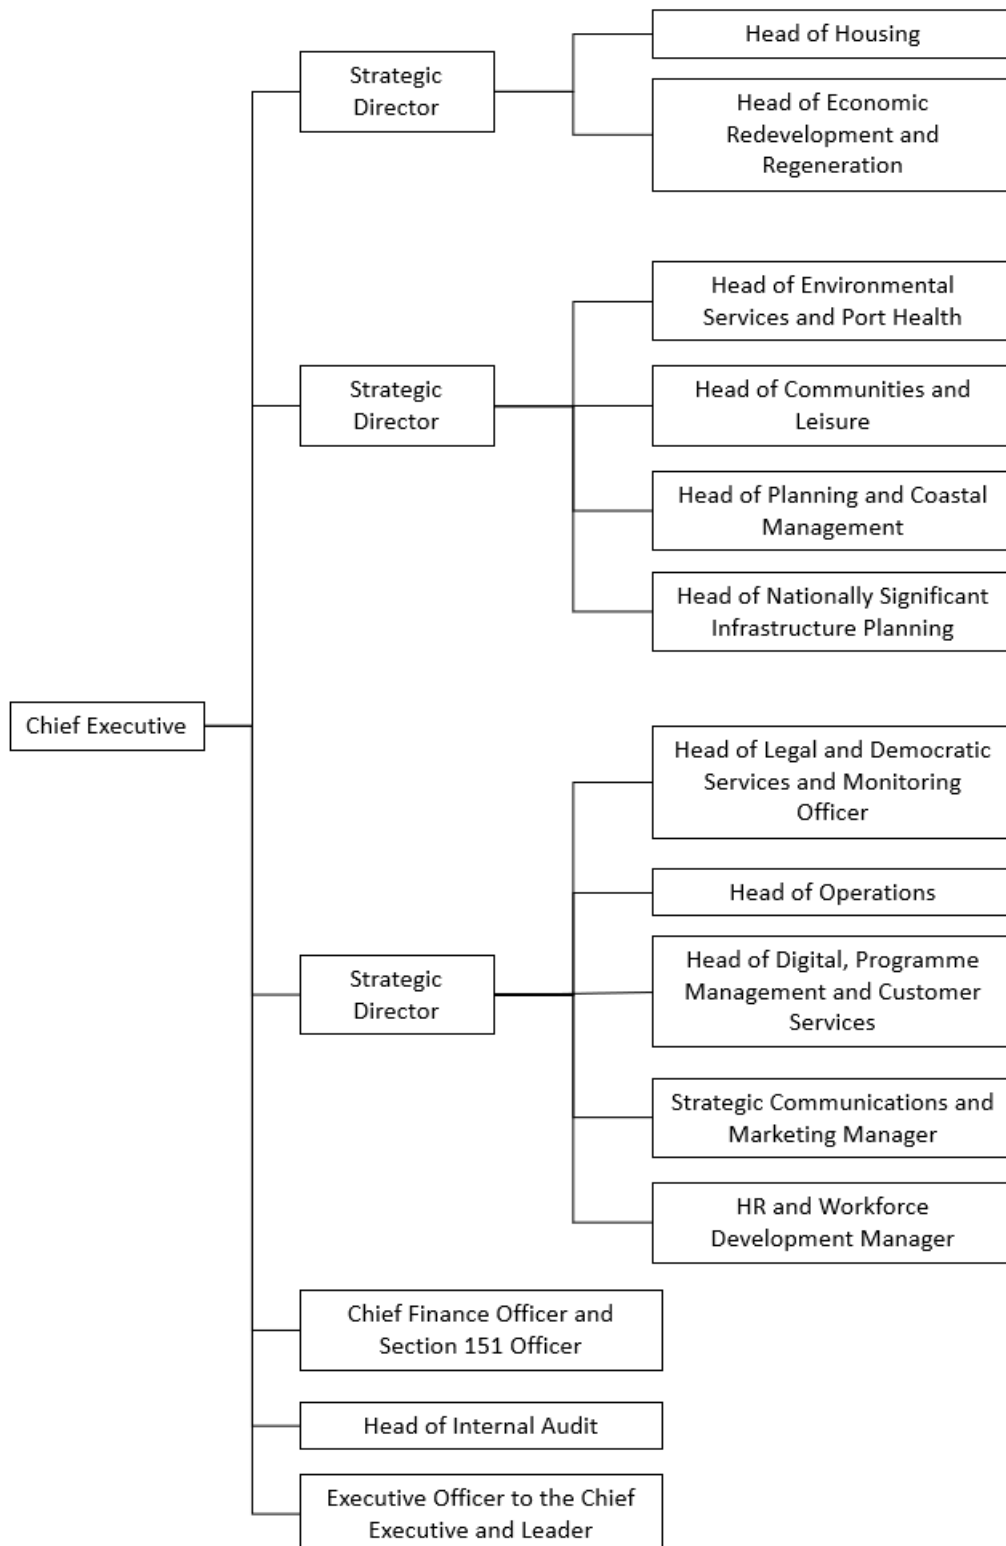 Head of Housing
Strategic
Director
Head of Economic
Redevelopment and
Regeneration
Head of Environmental
Services and Port Health
Strategic
Director
Head of Communities and
Leisure
Head of Planning and Coastal
Management
Head of Nationally Significant
Infrastructure Planning
Chief Executive
Head of Legal and Democratic
Services and Monitoring
Officer
Head of Operations
Strategic
Director
Head of Digital, Programme
Management and Customer
Services
Strategic Communications and
Marketing Manager
HR and Workforce
Development Manager
Chief Finance Officer and
Section 151 Officer
Head of Internal Audit
Executive Officer to the Chief
Executive and Leader